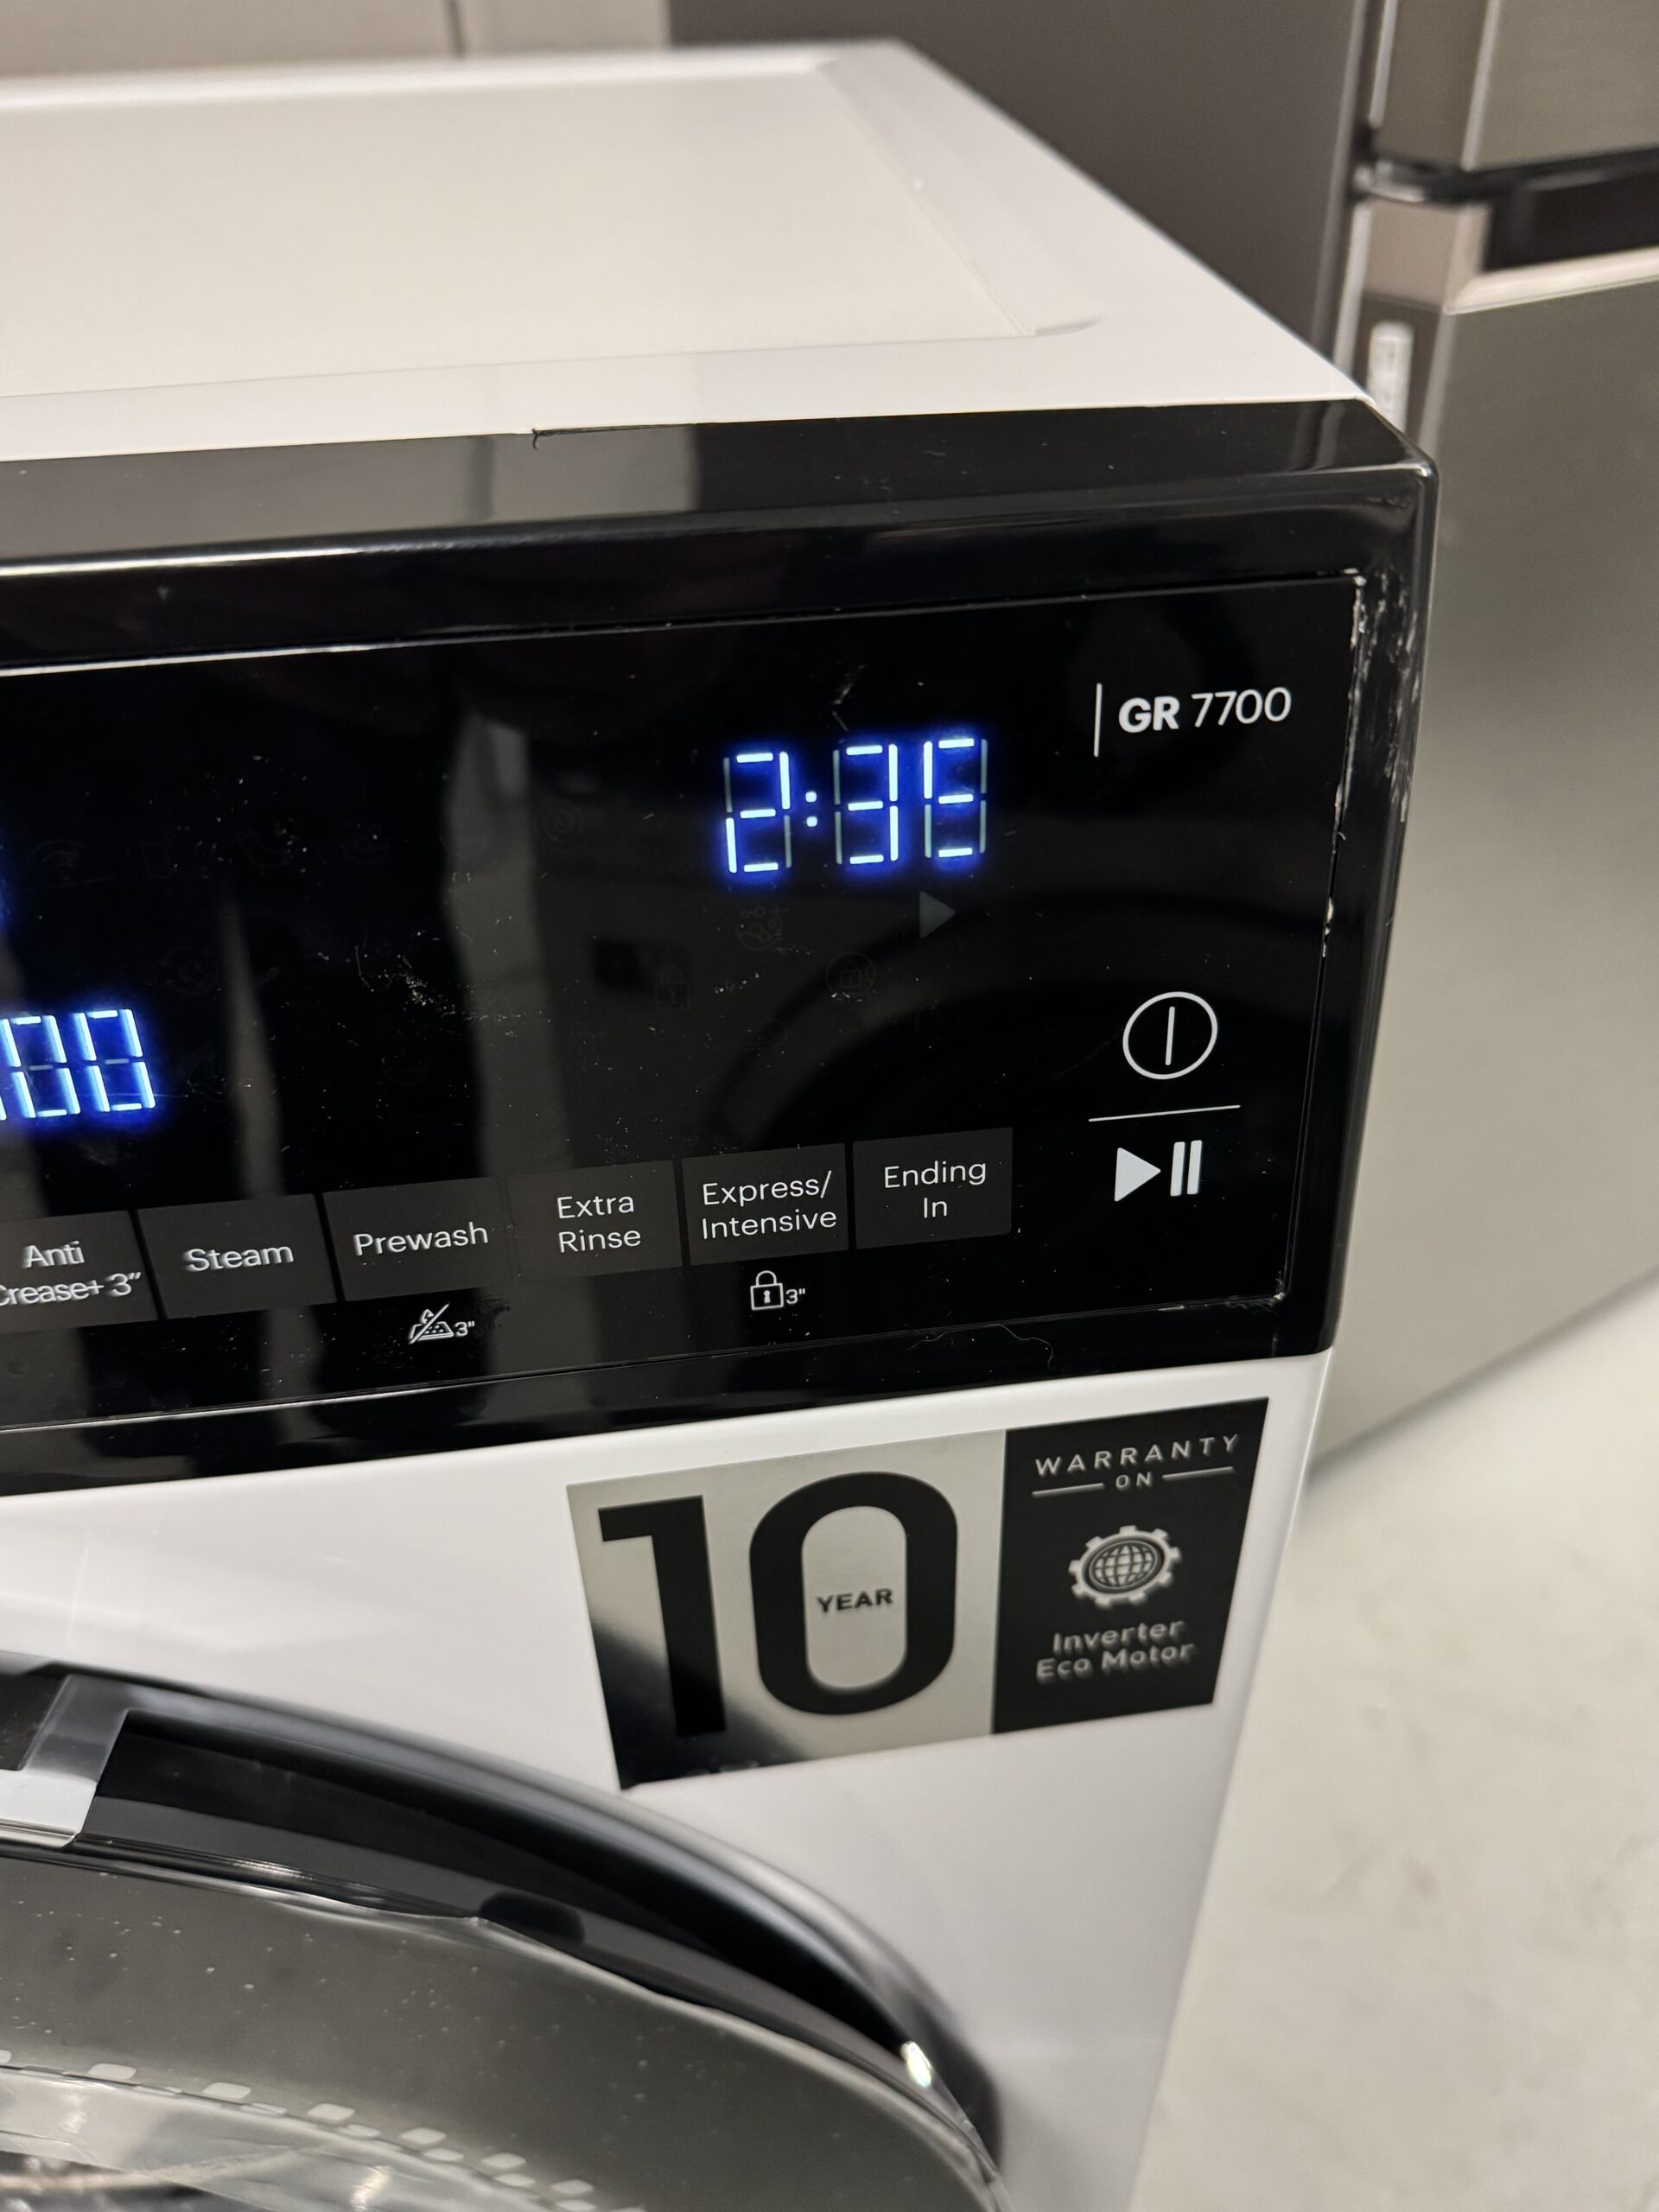 GR 7700
2:35
00
Anti
Crease+ 3"
Steam
Prewash
3"
Extra
Rinse
Express/
Intensive
3"
Ending
In
10
YEAR
WARRANTY
ON
Inverter
Eco Motor